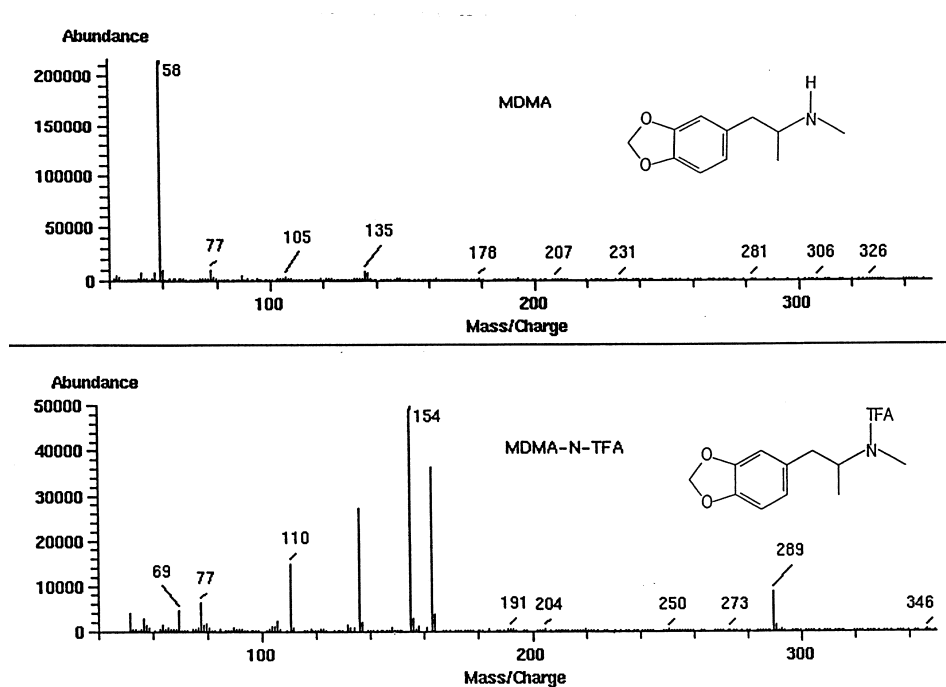 Abundance
200000
150000
100000
50000
0
58
77
105
135
178
207
231
281
306
326
MDMA
H
N
O
O
100
200
300
Mass/Charge
Abundance
50000
40000
30000
20000
10000
0
69
77
110
154
191
204
250
273
289
346
MDMA-N-TFA
TFA
N
O
O
100
200
300
Mass/Charge